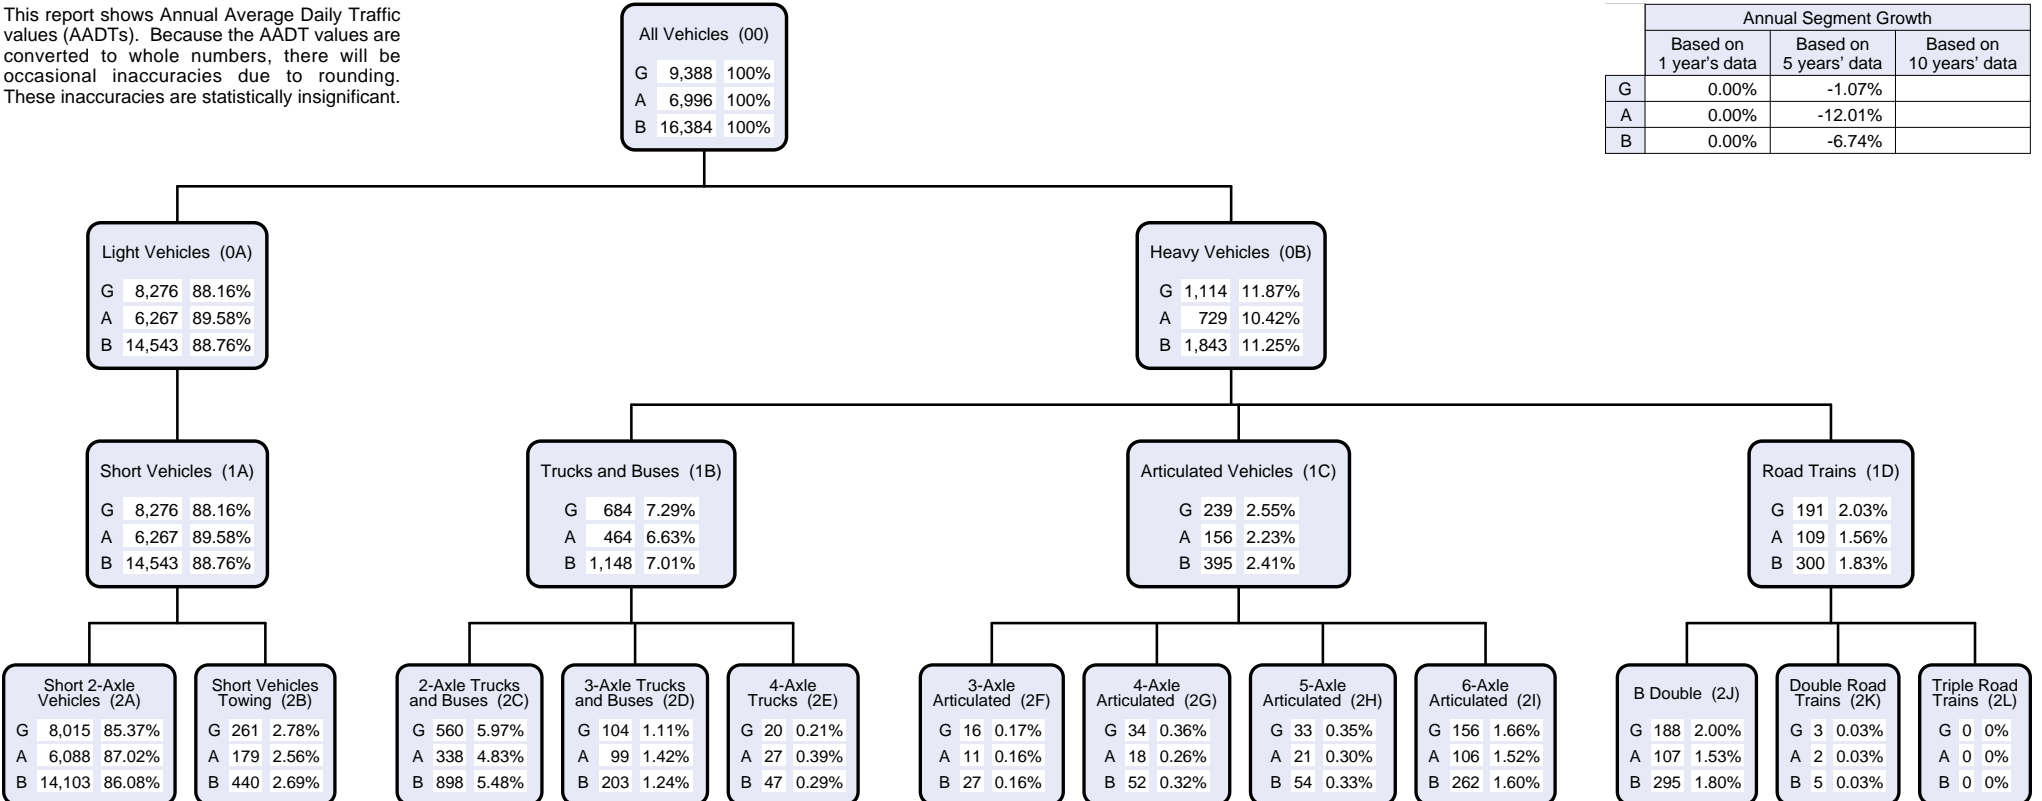 This report shows Annual Average Daily Traffic
values (AADTs). Because the AADT values are
converted to whole numbers, there will be
occasional inaccuracies due to rounding.
These inaccuracies are statistically insignificant.
All Vehicles (00)
G 9,388 100%
A 6,996 100%
B 16,384 100%
Annual Segment Growth
Based on 1 year's data Based on 5 years' data Based on 10 years' data
G 0.00% -1.07%
A 0.00% -12.01%
B 0.00% -6.74%
Light Vehicles (0A)
G 8,276 88.16%
A 6,267 89.58%
B 14,543 88.76%
Heavy Vehicles (0B)
G 1,114 11.87%
A 729 10.42%
B 1,843 11.25%
Short Vehicles (1A)
G 8,276 88.16%
A 6,267 89.58%
B 14,543 88.76%
Trucks and Buses (1B)
G 684 7.29%
A 464 6.63%
B 1,148 7.01%
Articulated Vehicles (1C)
G 239 2.55%
A 156 2.23%
B 395 2.41%
Road Trains (1D)
G 191 2.03%
A 109 1.56%
B 300 1.83%
Short 2-Axle
Vehicles (2A)
G 8,015 85.37%
A 6,088 87.02%
B 14,103 86.08%
Short Vehicles
Towing (2B)
G 261 2.78%
A 179 2.56%
B 440 2.69%
2-Axle Trucks
and Buses (2C)
G 560 5.97%
A 338 4.83%
B 898 5.48%
3-Axle Trucks
and Buses (2D)
G 104 1.11%
A 99 1.42%
B 203 1.24%
4-Axle
Trucks (2E)
G 20 0.21%
A 27 0.39%
B 47 0.29%
3-Axle
Articulated (2F)
G 16 0.17%
A 11 0.16%
B 27 0.16%
4-Axle
Articulated (2G)
G 34 0.36%
A 18 0.26%
B 52 0.32%
5-Axle
Articulated (2H)
G 33 0.35%
A 21 0.30%
B 54 0.33%
6-Axle
Articulated (2I)
G 156 1.66%
A 106 1.52%
B 262 1.60%
B Double (2J)
G 188 2.00%
A 107 1.53%
B 295 1.80%
Double Road
Trains (2K)
G 3 0.03%
A 2 0.03%
B 5 0.03%
Triple Road
Trains (2L)
G 0 0%
A 0 0%
B 0 0%